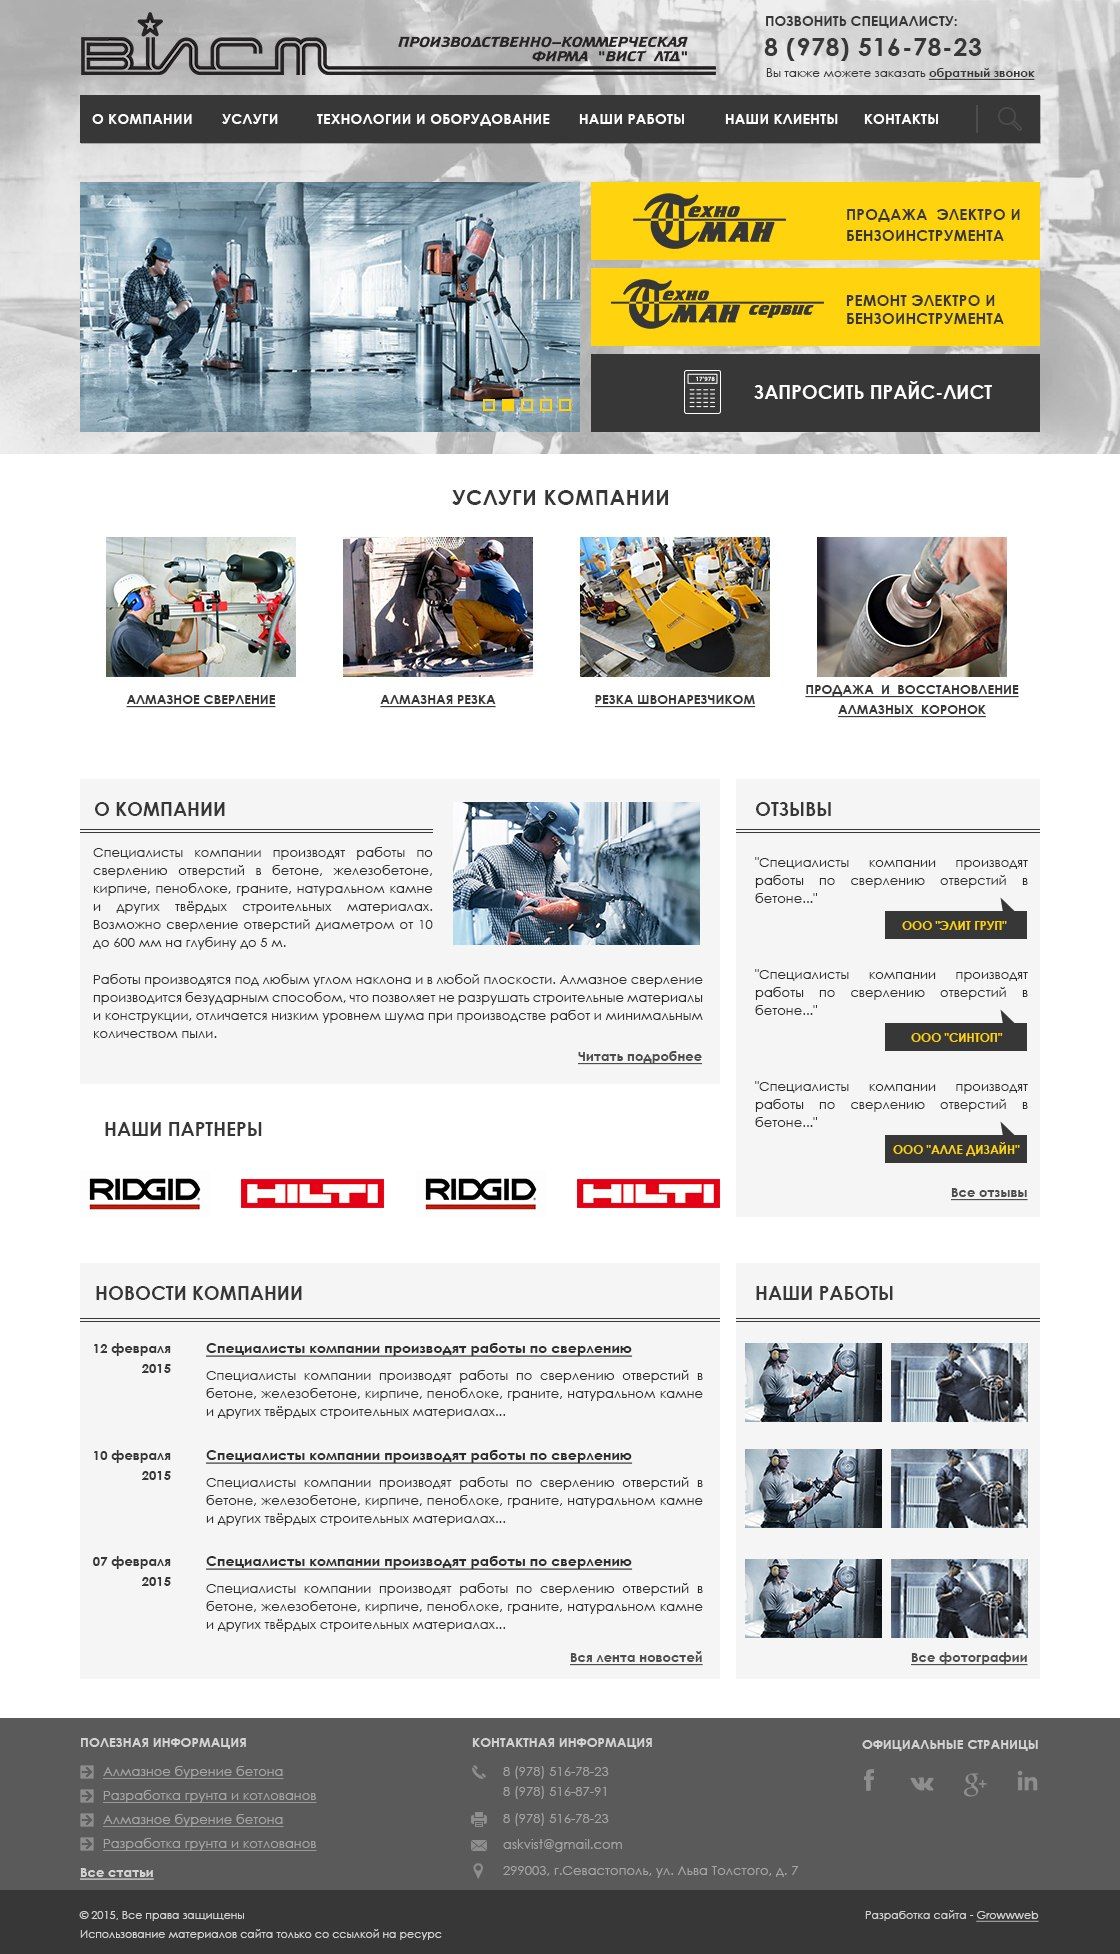 ВИСТ
ПРОИЗВОДСТВЕННО-КОММЕРЧЕСКАЯ
ФИРМА "ВИСТ ЛТД"
ПОЗВОНИТЬ СПЕЦИАЛИСТУ:
8 (978) 516-78-23
Вы также можете заказать обратный звонок
О КОМПАНИИ УСЛУГИ ТЕХНОЛОГИИ И ОБОРУДОВАНИЕ НАШИ РАБОТЫ НАШИ КЛИЕНТЫ КОНТАКТЫ
Техно
ТМАН
ПРОДАЖА ЭЛЕКТРО И
БЕНЗОИНСТРУМЕНТА
Техно
ТМАН сервис
РЕМОНТ ЭЛЕКТРО И
БЕНЗОИНСТРУМЕНТА
17'978
ЗАПРОСИТЬ ПРАЙС-ЛИСТ
УСЛУГИ КОМПАНИИ
АЛМАЗНОЕ СВЕРЛЕНИЕ
АЛМАЗНАЯ РЕЗКА
РЕЗКА ШВОНАРЕЗЧИКОМ
ПРОДАЖА И ВОССТАНОВЛЕНИЕ
АЛМАЗНЫХ КОРОНОК
О КОМПАНИИ
Специалисты компании производят работы по
сверлению отверстий в бетоне, железобетоне,
кирпиче, пеноблоке, граните, натуральном камне
и других твёрдых строительных материалах.
Возможно сверление отверстий диаметром от 10
до 600 мм на глубину до 5 м.
Работы производятся под любым углом наклона и в любой плоскости. Алмазное сверление
производится безударным способом, что позволяет не разрушать строительные материалы
и конструкции, отличается низким уровнем шума при производстве работ и минимальным
количеством пыли.
Читать подробнее
ОТЗЫВЫ
"Специалисты компании производят
работы по сверлению отверстий в
бетоне..."
ООО "ЭЛИТ ГРУП"
"Специалисты компании производят
работы по сверлению отверстий в
бетоне..."
ООО "СИНТОП"
"Специалисты компании производят
работы по сверлению отверстий в
бетоне..."
ООО "АЛЛЕ ДИЗАЙН"
Все отзывы
НАШИ ПАРТНЕРЫ
RIDGID HILTI RIDGID HILTI
НОВОСТИ КОМПАНИИ
12 февраля
2015
Специалисты компании производят работы по сверлению
Специалисты компании производят работы по сверлению отверстий в
бетоне, железобетоне, кирпиче, пеноблоке, граните, натуральном камне
и других твёрдых строительных материалах...
10 февраля
2015
Специалисты компании производят работы по сверлению
Специалисты компании производят работы по сверлению отверстий в
бетоне, железобетоне, кирпиче, пеноблоке, граните, натуральном камне
и других твёрдых строительных материалах...
07 февраля
2015
Специалисты компании производят работы по сверлению
Специалисты компании производят работы по сверлению отверстий в
бетоне, железобетоне, кирпиче, пеноблоке, граните, натуральном камне
и других твёрдых строительных материалах...
Вся лента новостей
НАШИ РАБОТЫ
Все фотографии
ПОЛЕЗНАЯ ИНФОРМАЦИЯ
Алмазное бурение бетона
Разработка грунта и котлованов
Алмазное бурение бетона
Разработка грунта и котлованов
Все статьи
КОНТАКТНАЯ ИНФОРМАЦИЯ
8 (978) 516-78-23
8 (978) 516-87-91
8 (978) 516-78-23
askvist@gmail.com
299003, г.Севастополь, ул. Льва Толстого, д. 7
ОФИЦИАЛЬНЫЕ СТРАНИЦЫ
© 2015, Все права защищены
Использование материалов сайта только со ссылкой на ресурс
Разработка сайта - Growwweb